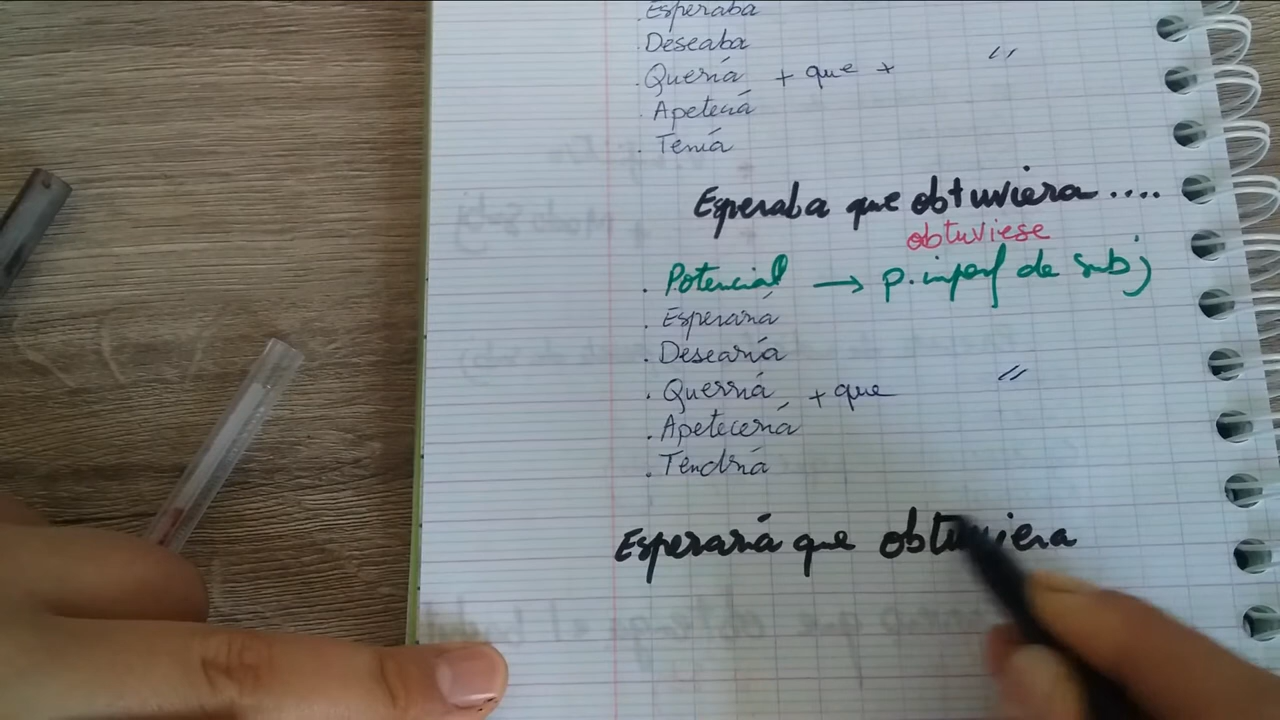 . Esperaba
. Deseaba
. Quería + que + "
. Apetecía
. Tenía
Esperaba que obtuviera....
obtuviese
. Potencial → p. imperf de subj
. Esperaría
. Desearía
. Querría + que "
. Apetecería
. Tendría
Esperaría que obtuviera